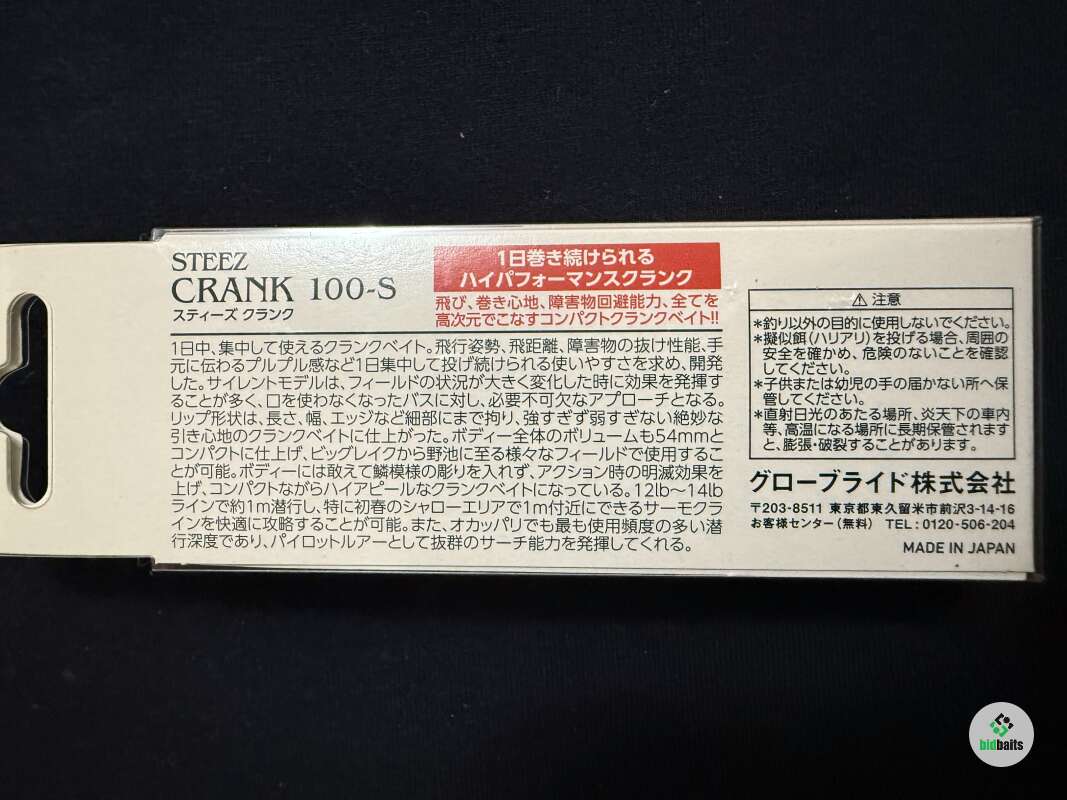 STEEZ
CRANK 100-S
スティーズ クランク
1日巻き続けられる
ハイパフォーマンスクランク
飛び、巻き心地、障害物回避能力、全てを
高次元でこなすコンパクトクランクベイト!!
1日中、集中して使えるクランクベイト。飛行姿勢、飛距離、障害物の抜け性能、手
元に伝わるプルプル感など1日集中して投げ続けられる使いやすさを求め、開発
した。サイレントモデルは、フィールドの状況が大きく変化した時に効果を発揮す
ることが多く、口を使わなくなったバスに対し、必要不可欠なアプローチとなる。
リップ形状は、長さ、幅、エッジなど細部にまで拘り、強すぎず弱すぎない絶妙な
引き心地のクランクベイトに仕上がった。ボディー全体のボリュームも54mmと
コンパクトに仕上げ、ビッグレイクから野池に至る様々なフィールドで使用するこ
とが可能。ボディーには敢えて鱗模様の彫りを入れず、アクション時の明滅効果を
上げ、コンパクトながらハイアピールなクランクベイトになっている。12lb〜14lb
ラインで約1m潜行し、特に初春のシャローエリアで1m付近にできるサーモクラ
インを快適に攻略することが可能。また、オカッパリでも最も使用頻度の多い潜
行深度であり、パイロットルアーとして抜群のサーチ能力を発揮してくれる。
⚠ 注意
*釣り以外の目的に使用しないでください。
*擬似餌(ハリアリ)を投げる場合、周囲の
安全を確かめ、危険のないことを確認
してください。
*子供または幼児の手の届かない所へ保
管してください。
*直射日光のあたる場所、炎天下の車内
等、高温になる場所に長期保管されます
と、膨張・破裂することがあります。
グローブライド株式会社
〒203-8511 東京都東久留米市前沢3-14-16
お客様センター(無料) TEL:0120-506-204
MADE IN JAPAN
bidbaits